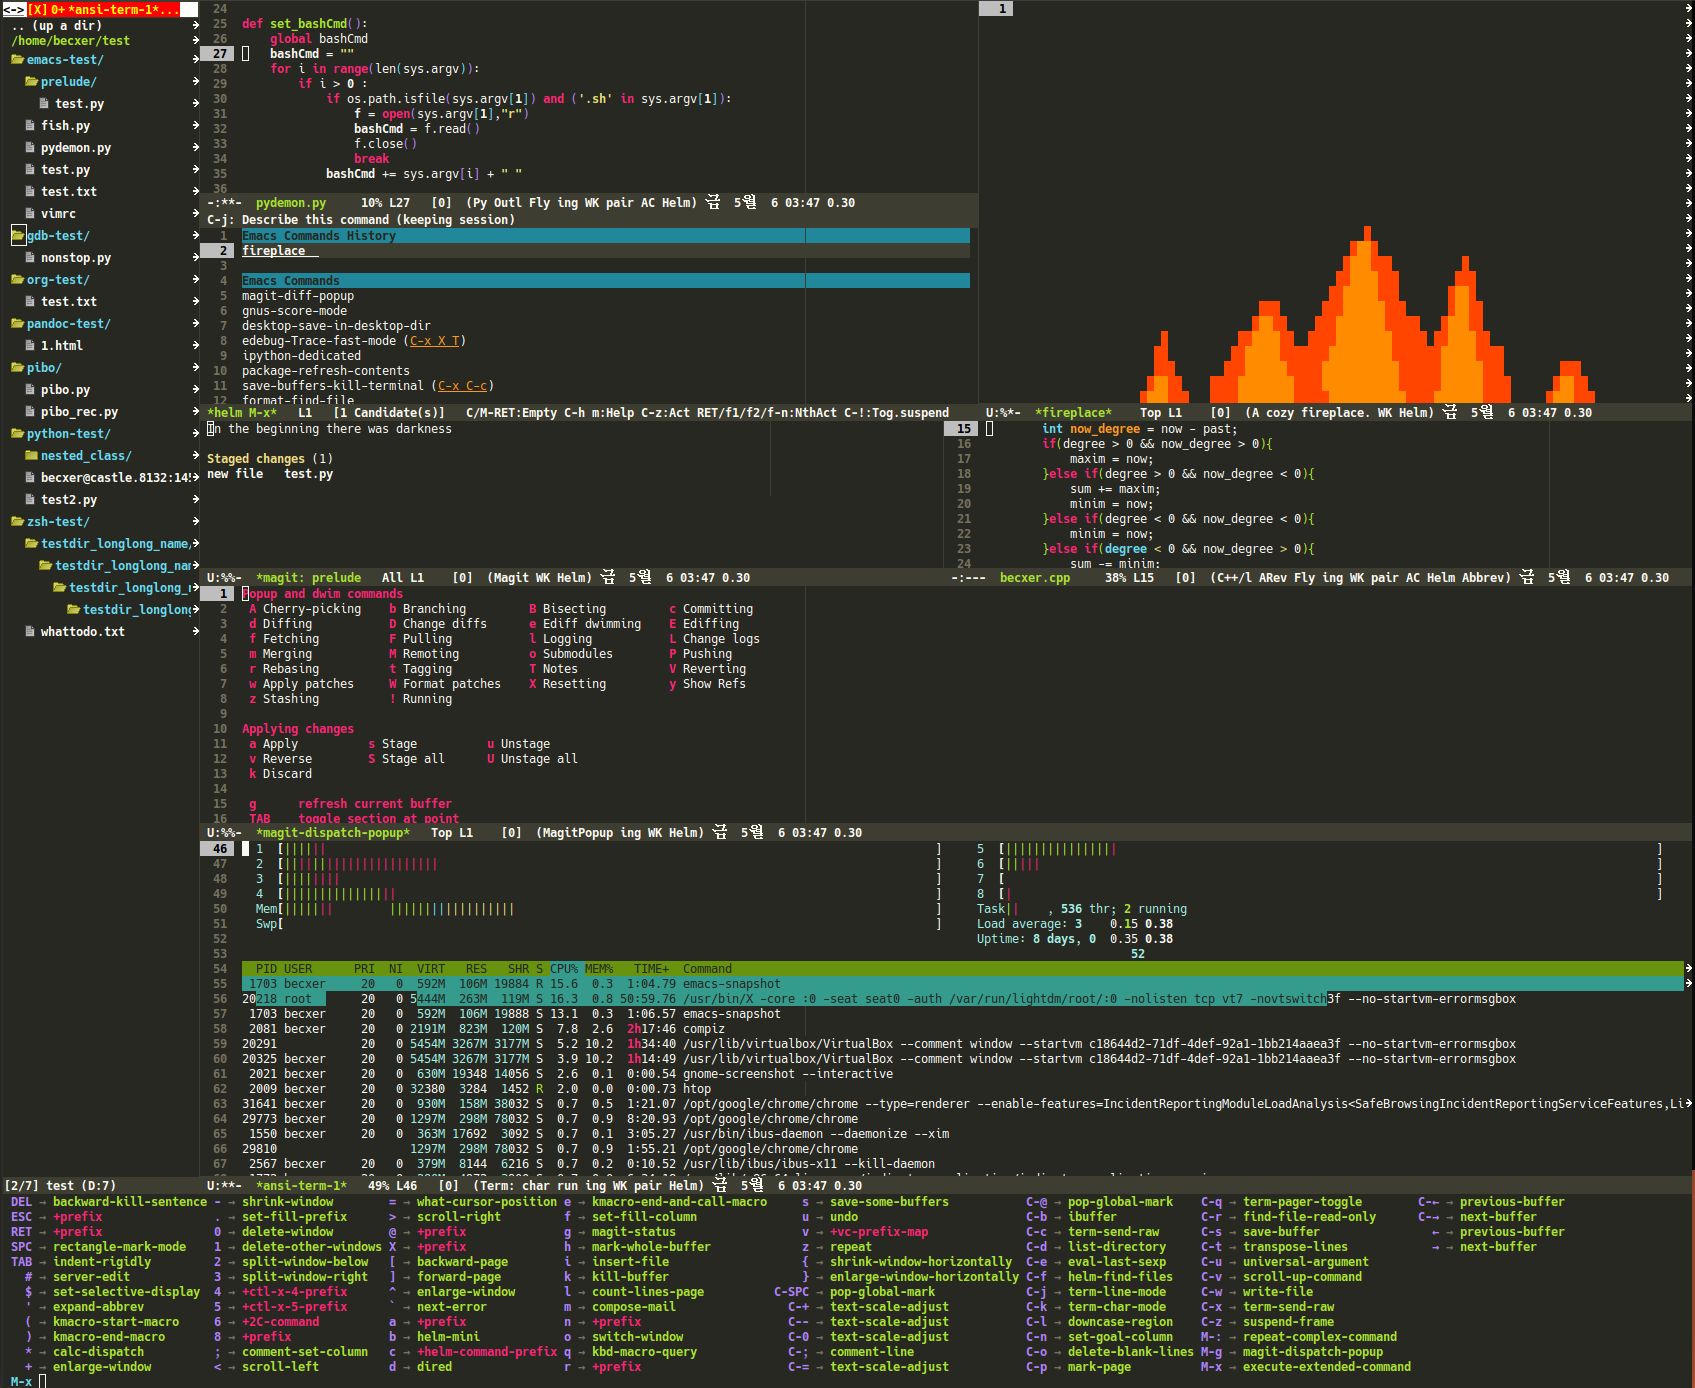 <->[X] 0+ *ansi-term-1*...
.. (up a dir)
/home/becxer/test
emacs-test/
prelude/
test.py
fish.py
pydemon.py
test.py
test.txt
vimrc
gdb-test/
nonstop.py
org-test/
test.txt
pandoc-test/
1.html
pibo/
pibo.py
pibo_rec.py
python-test/
nested_class/
becxer@castle.8132:14
test2.py
zsh-test/
testdir_longlong_name
testdir_longlong_nam
testdir_longlong_
testdir_longlong
whattodo.txt
[2/7] test (D:7)
24
25 def set_bashCmd():
26 global bashCmd
27 bashCmd = ""
28 for i in range(len(sys.argv)):
29 if i > 0 :
30 if os.path.isfile(sys.argv[1]) and ('.sh' in sys.argv[1]):
31 f = open(sys.argv[1],"r")
32 bashCmd = f.read()
33 f.close()
34 break
35 bashCmd += sys.argv[i] + " "
36
-:**- pydemon.py 10% L27 [0] (Py Outl Fly ing WK pair AC Helm) 금 5월 6 03:47 0.30
C-j: Describe this command (keeping session)
1 Emacs Commands History
2 fireplace
3
4 Emacs Commands
5 magit-diff-popup
6 gnus-score-mode
7 desktop-save-in-desktop-dir
8 edebug-Trace-fast-mode (C-x X T)
9 ipython-dedicated
10 package-refresh-contents
11 save-buffers-kill-terminal (C-x C-c)
12 format-find-file
*helm M-x* L1 [1 Candidate(s)] C/M-RET:Empty C-h m:Help C-z:Act RET/f1/f2/f-n:NthAct C-!:Tog.suspend
1
U:%*- *fireplace* Top L1 [0] (A cozy fireplace. WK Helm) 금 5월 6 03:47 0.30
In the beginning there was darkness
Staged changes (1)
new file test.py
U:%%- *magit: prelude All L1 [0] (Magit WK Helm) 금 5월 6 03:47 0.30
15 int now_degree = now - past;
16 if(degree > 0 && now_degree > 0){
17 maxim = now;
18 }else if(degree > 0 && now_degree < 0){
19 sum += maxim;
20 minim = now;
21 }else if(degree < 0 && now_degree < 0){
22 minim = now;
23 }else if(degree < 0 && now_degree > 0){
24 sum -= minim;
-:--- becxer.cpp 38% L15 [0] (C++/l ARev Fly ing WK pair AC Helm Abbrev) 금 5월 6 03:47 0.30
1 Popup and dwim commands
2 A Cherry-picking b Branching B Bisecting c Committing
3 d Diffing D Change diffs e Ediff dwimming E Ediffing
4 f Fetching F Pulling l Logging L Change logs
5 m Merging M Remoting o Submodules P Pushing
6 r Rebasing t Tagging T Notes V Reverting
7 w Apply patches W Format patches X Resetting y Show Refs
8 z Stashing ! Running
9
10 Applying changes
11 a Apply s Stage u Unstage
12 v Reverse S Stage all U Unstage all
13 k Discard
14
15 g refresh current buffer
16 TAB toggle section at point
U:%%- *magit-dispatch-popup* Top L1 [0] (MagitPopup ing WK Helm) 금 5월 6 03:47 0.30
46 1 [|||||| ] 5 [|||||||||||||||| ]
47 2 [|||||||||||||||||||||| ] 6 [||||| ]
48 3 [|||||||| ] 7 [ ]
49 4 [|||||||||||||||| ] 8 [| ]
50 Mem[||||||| |||||||||||||||||| ] Task|| , 536 thr; 2 running
51 Swp[ ] Load average: 3 0.15 0.38
52 Uptime: 8 days, 0 0.35 0.38
53 52
54 PID USER PRI NI VIRT RES SHR S CPU% MEM% TIME+ Command
55 1703 becxer 20 0 592M 106M 19884 R 15.6 0.3 1:04.79 emacs-snapshot
56 20218 root 20 0 5444M 263M 119M S 16.3 0.8 50:59.76 /usr/bin/X -core :0 -seat seat0 -auth /var/run/lightdm/root/:0 -nolisten tcp vt7 -novtswitch3f --no-startvm-errormsgbox
57 1703 becxer 20 0 592M 106M 19888 S 13.1 0.3 1:06.57 emacs-snapshot
58 2081 becxer 20 0 2191M 823M 120M S 7.8 2.6 2h17:46 compiz
59 20291 5454M 3267M 3177M S 5.2 10.2 1h34:40 /usr/lib/virtualbox/VirtualBox --comment window --startvm c18644d2-71df-4def-92a1-1bb214aaea3f --no-startvm-errormsgbox
60 20325 becxer 20 0 5454M 3267M 3177M S 3.9 10.2 1h14:49 /usr/lib/virtualbox/VirtualBox --comment window --startvm c18644d2-71df-4def-92a1-1bb214aaea3f --no-startvm-errormsgbox
61 2021 becxer 20 0 630M 19348 14056 S 2.6 0.1 0:00.54 gnome-screenshot --interactive
62 2009 becxer 20 0 32380 3284 1452 R 2.0 0.0 0:00.73 htop
63 31641 becxer 20 0 930M 158M 38032 S 0.7 0.5 1:21.07 /opt/google/chrome/chrome --type=renderer --enable-features=IncidentReportingModuleLoadAnalysis<SafeBrowsingIncidentReportingServiceFeatures,Li
64 29773 becxer 20 0 1297M 298M 78032 S 0.7 0.9 8:20.93 /opt/google/chrome/chrome
65 1550 becxer 20 0 363M 17692 3092 S 0.7 0.1 3:05.27 /usr/bin/ibus-daemon --daemonize --xim
66 29810 1297M 298M 78032 S 0.7 0.9 1:55.21 /opt/google/chrome/chrome
67 2567 becxer 20 0 379M 8144 6216 S 0.7 0.2 0:10.52 /usr/lib/ibus/ibus-x11 --kill-daemon
U:**- *ansi-term-1* 49% L46 [0] (Term: char run ing WK pair Helm) 금 5월 6 03:47 0.30
DEL → backward-kill-sentence - → shrink-window = → what-cursor-position e → kmacro-end-and-call-macro s → save-some-buffers C-@ → pop-global-mark C-q → term-pager-toggle C-← → previous-buffer
ESC → +prefix . → set-fill-prefix > → scroll-right f → set-fill-column u → undo C-b → ibuffer C-r → find-file-read-only C-→ → next-buffer
RET → +prefix 0 → delete-window @ → +prefix g → magit-status v → +vc-prefix-map C-c → term-send-raw C-s → save-buffer ← → previous-buffer
SPC → rectangle-mark-mode 1 → delete-other-windows X → +prefix h → mark-whole-buffer z → repeat C-d → list-directory C-t → transpose-lines → → next-buffer
TAB → indent-rigidly 2 → split-window-below [ → backward-page i → insert-file { → shrink-window-horizontally C-e → eval-last-sexp C-u → universal-argument
# → server-edit 3 → split-window-right ] → forward-page k → kill-buffer } → enlarge-window-horizontally C-f → helm-find-files C-v → scroll-up-command
$ → set-selective-display 4 → +ctl-x-4-prefix ^ → enlarge-window l → count-lines-page C-SPC → pop-global-mark C-j → term-line-mode C-w → write-file
' → expand-abbrev 5 → +ctl-x-5-prefix ` → next-error m → compose-mail C-+ → text-scale-adjust C-k → term-char-mode C-x → term-send-raw
( → kmacro-start-macro 6 → +2C-command a → +prefix n → +prefix C-- → text-scale-adjust C-l → downcase-region C-z → suspend-frame
) → kmacro-end-macro 8 → +prefix b → helm-mini o → switch-window C-0 → text-scale-adjust C-n → set-goal-column M-: → repeat-complex-command
* → calc-dispatch ; → comment-set-column c → +helm-command-prefix q → kbd-macro-query C-; → comment-line C-o → delete-blank-lines M-g → magit-dispatch-popup
+ → enlarge-window < → scroll-left d → dired r → +prefix C-= → text-scale-adjust C-p → mark-page M-x → execute-extended-command
M-x